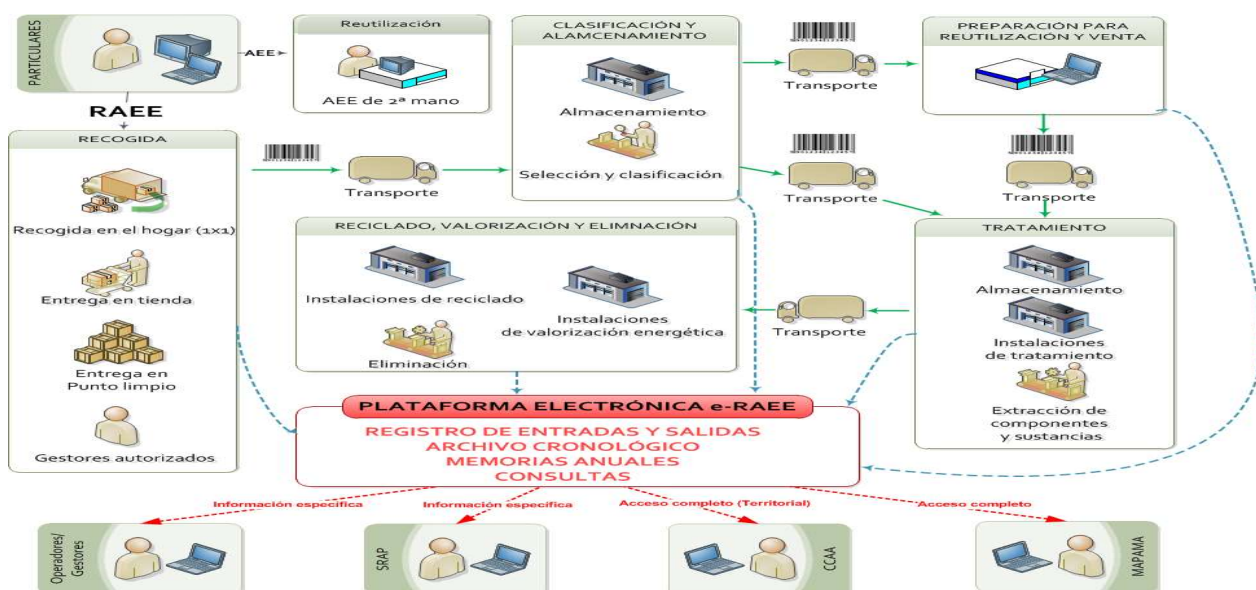 PARTICULARES
AEE
RAEE
Reutilización
AEE de 2ª mano
CLASIFICACIÓN Y
ALAMCENAMIENTO
Almacenamiento
Selección y clasificación
Transporte
PREPARACIÓN PARA
REUTILIZACIÓN Y VENTA
RECOGIDA
Recogida en el hogar (1x1)
Entrega en tienda
Entrega en
Punto limpio
Gestores autorizados
Transporte
Transporte
Transporte
RECICLADO, VALORIZACIÓN Y ELIMNACIÓN
Instalaciones de reciclado
Instalaciones
de valorización energética
Eliminación
Transporte
TRATAMIENTO
Almacenamiento
Instalaciones
de tratamiento
Extracción de
componentes
y sustancias
PLATAFORMA ELECTRÓNICA e-RAEE
REGISTRO DE ENTRADAS Y SALIDAS
ARCHIVO CRONOLÓGICO
MEMORIAS ANUALES
CONSULTAS
Información específica
Información específica
Acceso completo (Territorial)
Acceso completo
Operadores/
Gestores
SRAP
CCAA
MAPAMA